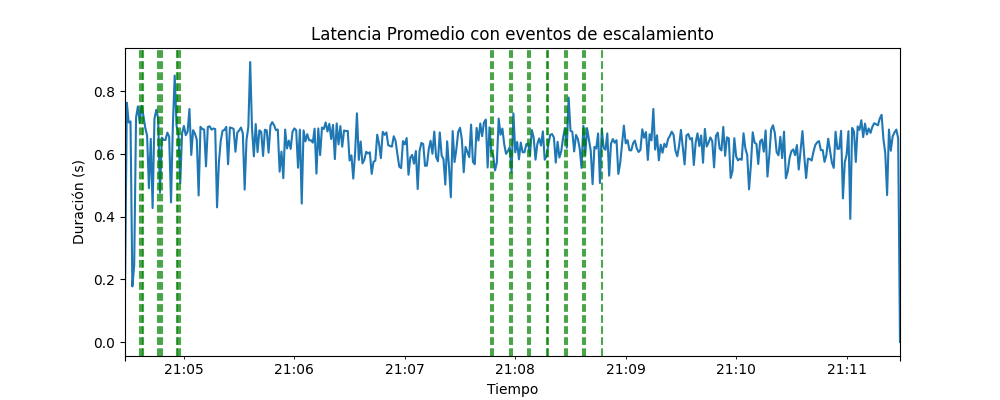 Latencia Promedio con eventos de escalamiento
Duración (s)
0.8
0.6
0.4
0.2
0.0
21:05 21:06 21:07 21:08 21:09 21:10 21:11
Tiempo